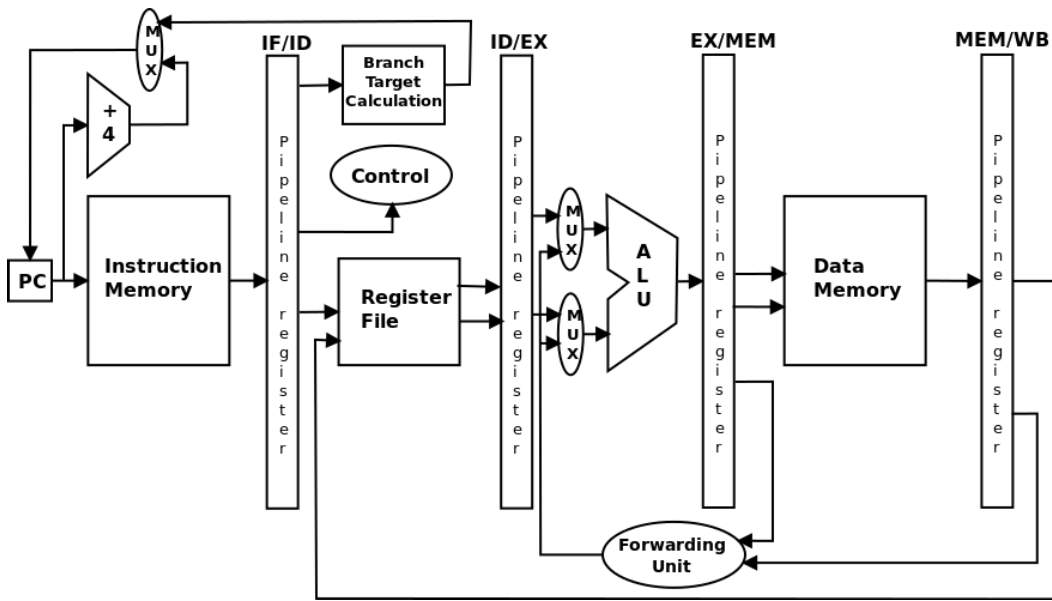 M
U
X
IF/ID
ID/EX
EX/MEM
MEM/WB
Branch
Target
Calculation
+
4
Control
PC
Instruction
Memory
Pipeline register
Register
File
Pipeline register
M
U
X
M
U
X
A
L
U
Pipeline register
Data
Memory
Pipeline register
Forwarding
Unit